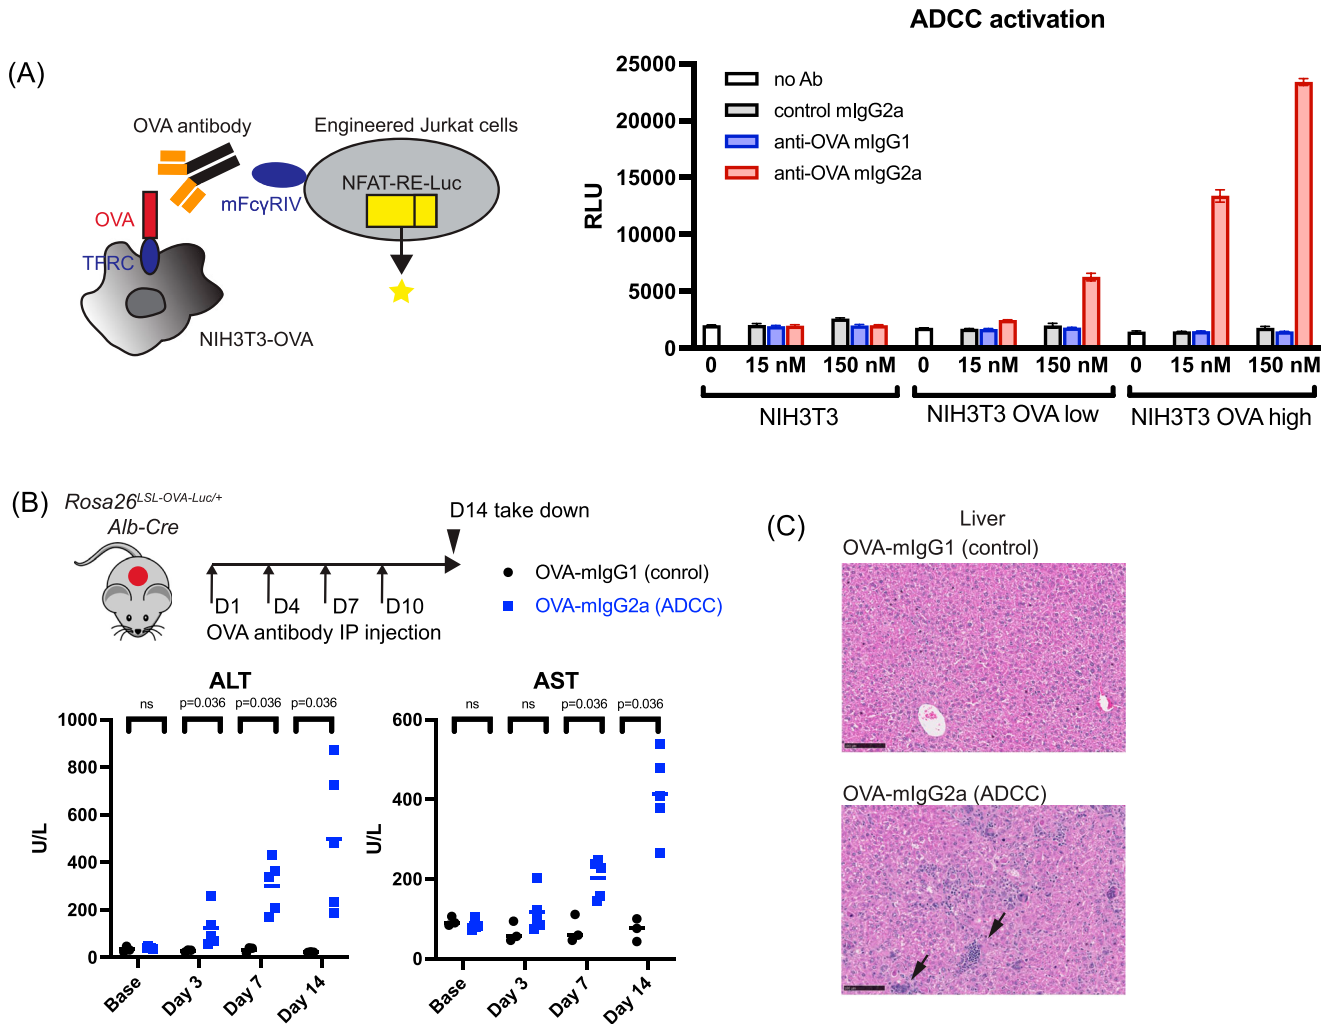 ADCC activation
(A)
OVA antibody
Engineered Jurkat cells
NFAT-RE-Luc
mFcγRIV
OVA
TFRC
NIH3T3-OVA
25000
20000
15000
10000
5000
0
RLU
no Ab
control mIgG2a
anti-OVA mIgG1
anti-OVA mIgG2a
0 15 nM 150 nM 0 15 nM 150 nM 0 15 nM 150 nM
NIH3T3 NIH3T3 OVA low NIH3T3 OVA high
(B)
Rosa26LSL-OVA-Luc/+
Alb-Cre
D14 take down
D1 D4 D7 D10
OVA antibody IP injection
OVA-mIgG1 (conrol)
OVA-mIgG2a (ADCC)
ALT
ns p=0.036 p=0.036 p=0.036
1000
800
600
400
200
0
U/L
Base Day 3 Day 7 Day 14
AST
ns ns p=0.036 p=0.036
600
400
200
0
U/L
Base Day 3 Day 7 Day 14
(C)
Liver
OVA-mIgG1 (control)
OVA-mIgG2a (ADCC)